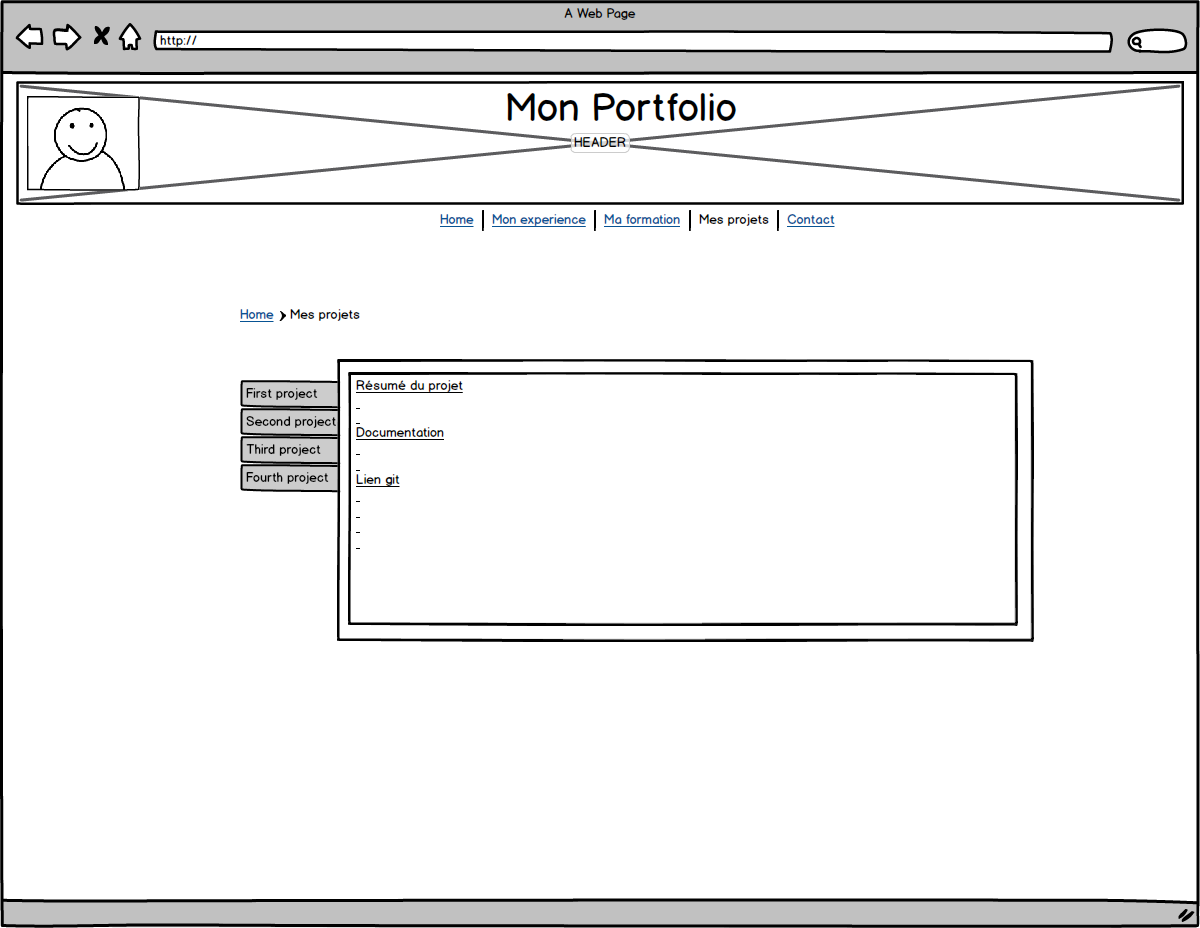 A Web Page
http://
Mon Portfolio
HEADER
Home Mon experience Ma formation Mes projets Contact
Home Mes projets
First project
Second project
Third project
Fourth project
Résumé du projet
-
-
Documentation
-
-
Lien git
-
-
-
-